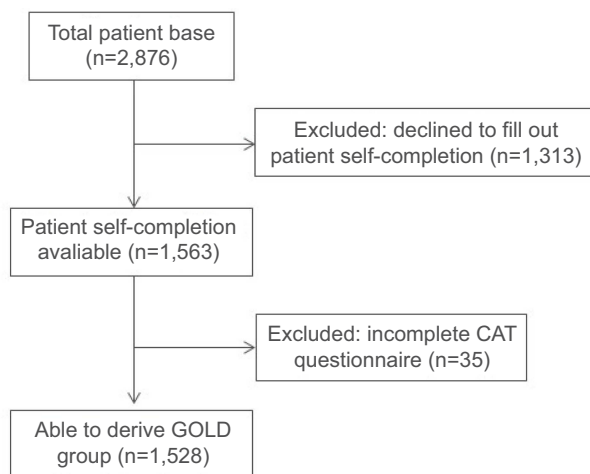 Total patient base
(n=2,876)
Excluded: declined to fill out
patient self-completion (n=1,313)
Patient self-completion
avaliable (n=1,563)
Excluded: incomplete CAT
questionnaire (n=35)
Able to derive GOLD
group (n=1,528)